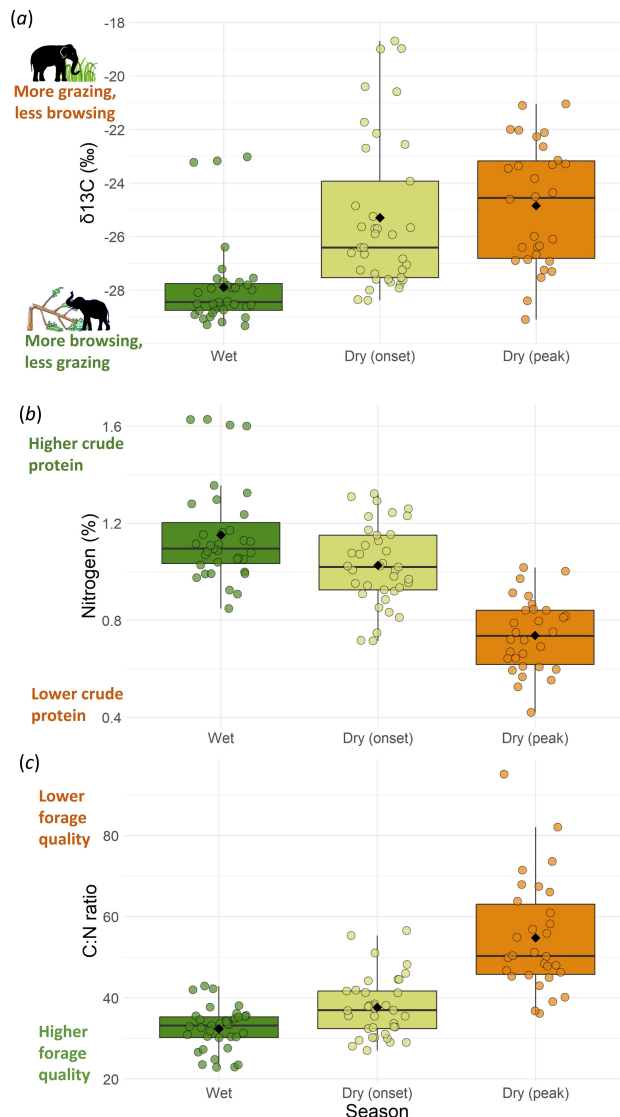 (a)
-18
-20
-22
-24
-26
-28
δ13C (‰)
More grazing,
less browsing
More browsing,
less grazing
Wet
Dry (onset)
Dry (peak)
(b)
1.6
1.2
0.8
0.4
Nitrogen (%)
Higher crude
protein
Lower crude
protein
Wet
Dry (onset)
Dry (peak)
(c)
Lower
forage
quality
80
60
40
20
C:N ratio
Higher
forage
quality
Wet
Dry (onset)
Dry (peak)
Season